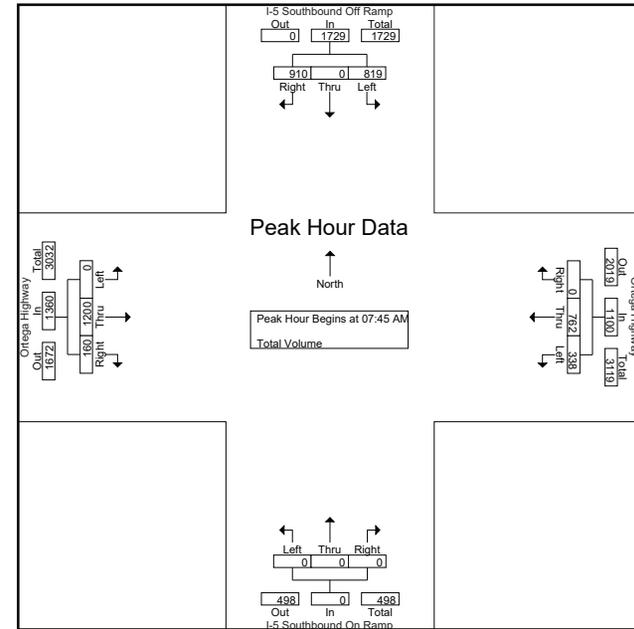 I-5 Southbound Off Ramp
Out In Total
0 1729 1729
910 0 819
Right Thru Left
Peak Hour Data
North
Peak Hour Begins at 07:45 AM
Total Volume
Ortega Highway
Total In Out
3032 1360 1672
0 1200 160
Left Thru Right
Right Thru Left
0 762 338
Out In Total
2019 1100 3119
Ortega Highway
Left Thru Right
0 0 0
498 0 498
Out In Total
I-5 Southbound On Ramp